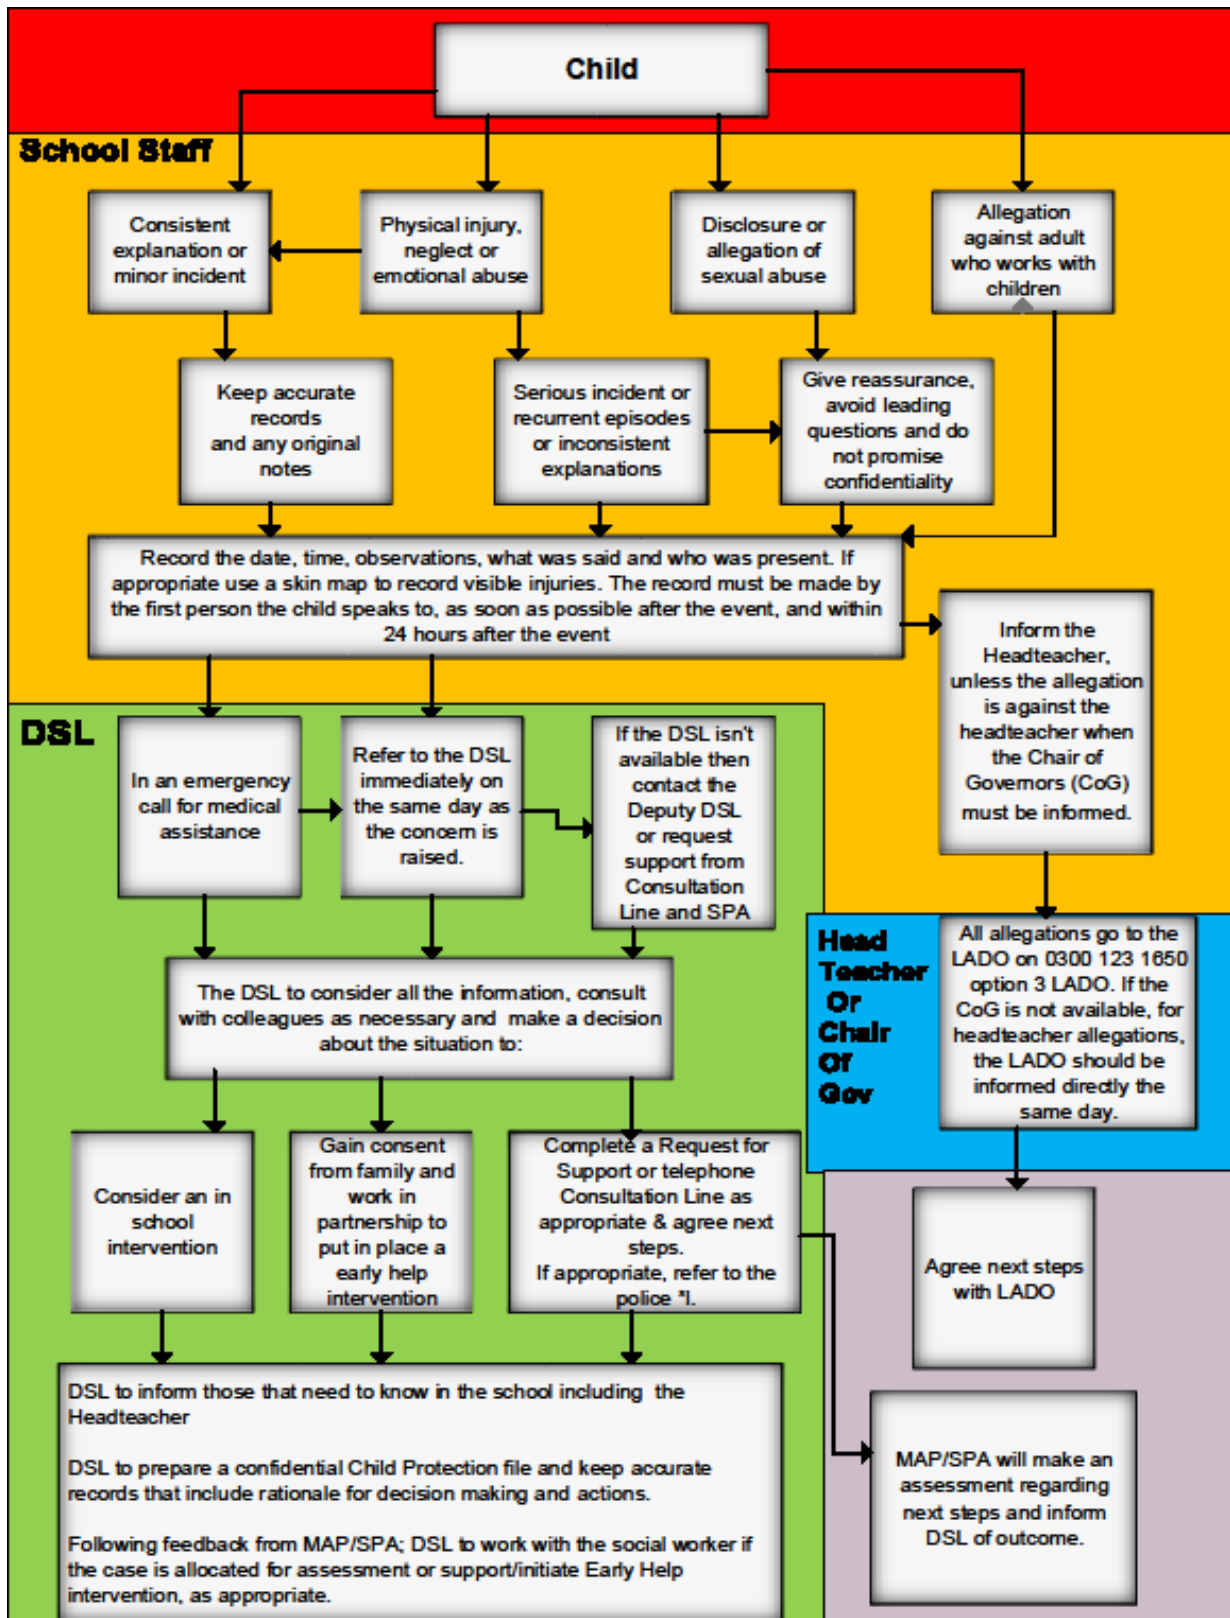 Child
School Staff
Consistent
explanation or
minor incident
Physical injury,
neglect or
emotional abuse
Disclosure or
allegation of
sexual abuse
Allegation
against adult
who works with
children
Keep accurate
records
and any original
notes
Serious incident or
recurrent episodes
or inconsistent
explanations
Give reassurance,
avoid leading
questions and do
not promise
confidentiality
Record the date, time, observations, what was said and who was present. If
appropriate use a skin map to record visible injuries. The record must be made by
the first person the child speaks to, as soon as possible after the event, and within
24 hours after the event
Inform the
Headteacher,
unless the allegation
is against the
headteacher when
the Chair of
Governors (CoG)
must be informed.
DSL
In an emergency
call for medical
assistance
Refer to the DSL
immediately on
the same day as
the concern is
raised.
If the DSL isn't
available then
contact the
Deputy DSL
or request
support from
Consultation
Line and SPA
Head
Teacher
Or
Chair
Of
Gov
All allegations go to the
LADO on 0300 123 1650
option 3 LADO. If the
CoG is not available, for
headteacher allegations,
the LADO should be
informed directly the
same day.
The DSL to consider all the information, consult
with colleagues as necessary and make a decision
about the situation to:
Consider an in
school
intervention
Gain consent
from family and
work in
partnership to
put in place a
early help
intervention
Complete a Request for
Support or telephone
Consultation Line as
appropriate & agree next
steps.
If appropriate, refer to the
police *I.
Agree next steps
with LADO
DSL to inform those that need to know in the school including the
Headteacher
DSL to prepare a confidential Child Protection file and keep accurate
records that include rationale for decision making and actions.
Following feedback from MAP/SPA; DSL to work with the social worker if
the case is allocated for assessment or support/initiate Early Help
intervention, as appropriate.
MAP/SPA will make an
assessment regarding
next steps and inform
DSL of outcome.